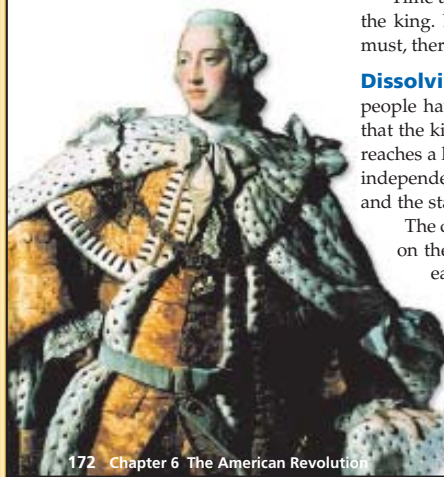 the king.
must, ther
Dissolvi
people hav
that the ki
reaches a
independe
and the sta
The
on the
ea
172 Chapter 6 The American Revolution